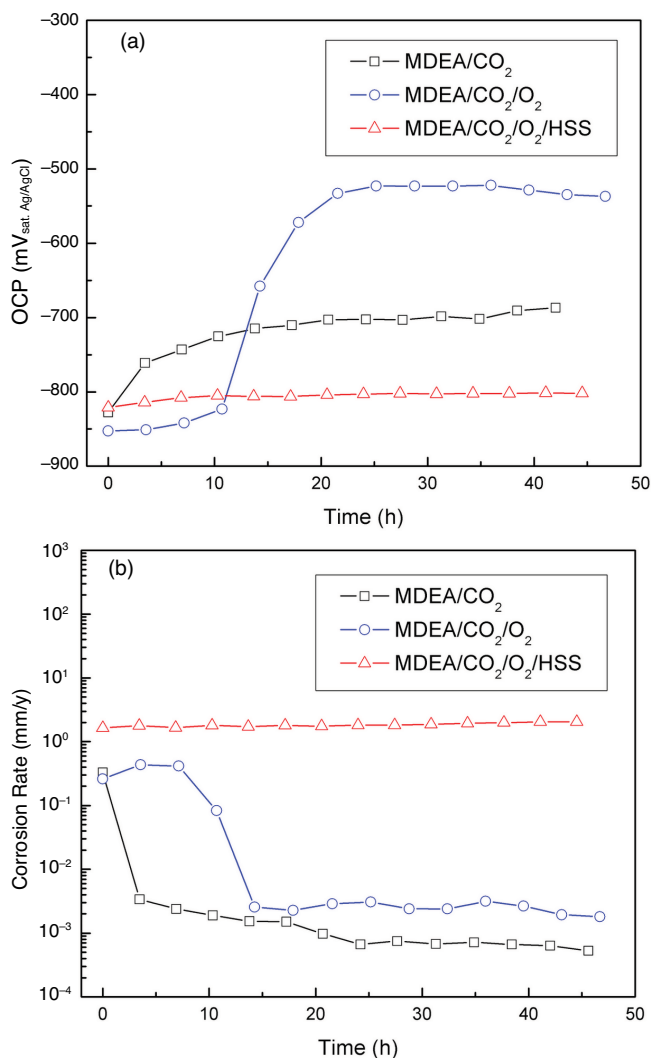 (a)
MDEA/CO₂
MDEA/CO₂/O₂
MDEA/CO₂/O₂/HSS
–300
–400
–500
–600
–700
–800
–900
OCP (mVsat. Ag/AgCl)
0 10 20 30 40 50
Time (h)
(b)
MDEA/CO₂
MDEA/CO₂/O₂
MDEA/CO₂/O₂/HSS
10³
10²
10¹
10⁰
10⁻¹
10⁻²
10⁻³
10⁻⁴
Corrosion Rate (mm/y)
0 10 20 30 40 50
Time (h)